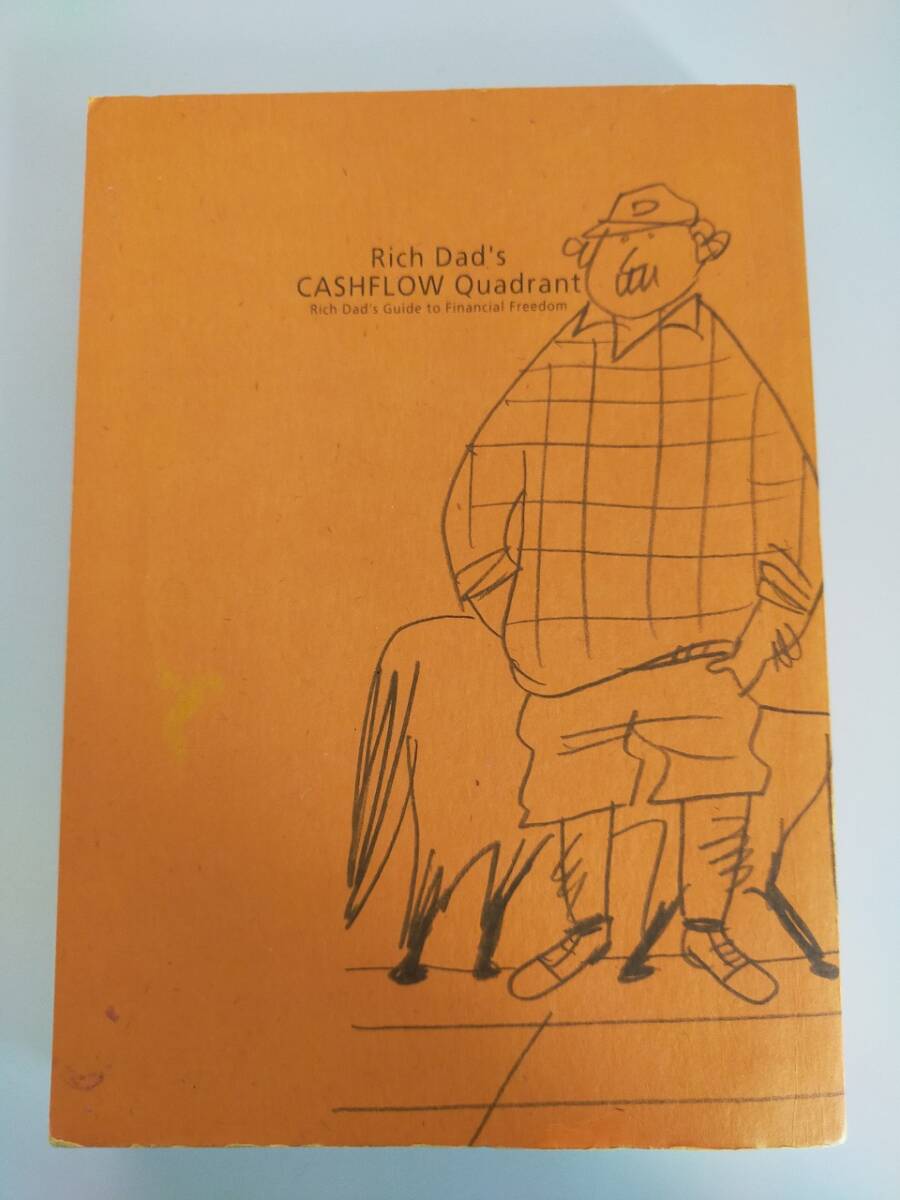 Rich Dad's
CASHFLOW Quadrant
Rich Dad's Guide to Financial Freedom
D